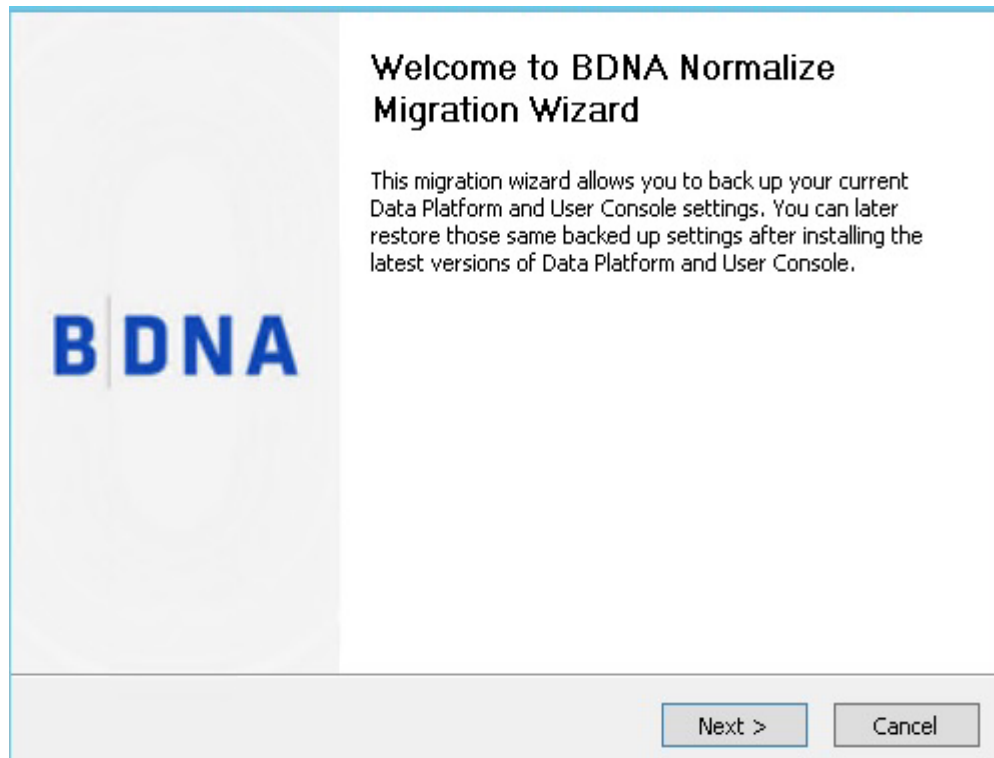 Welcome to BDNA Normalize
Migration Wizard
This migration wizard allows you to back up your current
Data Platform and User Console settings. You can later
restore those same backed up settings after installing the
latest versions of Data Platform and User Console.
BDNA
Next >
Cancel